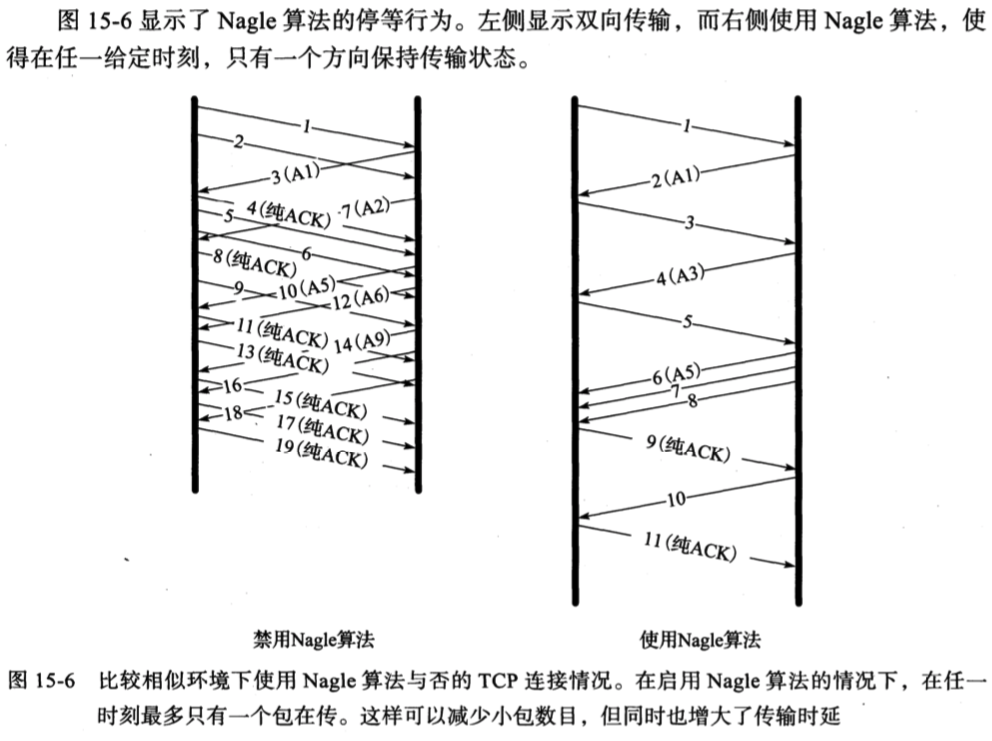 图 15-6 显示了 Nagle 算法的停等行为。左侧显示双向传输，而右侧使用 Nagle 算法，使
得在任一给定时刻，只有一个方向保持传输状态。
1
2
3(A1)
4(纯ACK)
7(A2)
5
6
8(纯ACK)
9
10(A5)
12(A6)
11(纯ACK)
14(A9)
13(纯ACK)
16
15(纯ACK)
18
17(纯ACK)
19(纯ACK)
禁用Nagle算法
1
2(A1)
3
4(A3)
5
6(A5)
7
8
9(纯ACK)
10
11(纯ACK)
使用Nagle算法
图 15-6 比较相似环境下使用 Nagle 算法与否的 TCP 连接情况。在启用 Nagle 算法的情况下，在任一
时刻最多只有一个包在传。这样可以减少小包数目，但同时也增大了传输时延